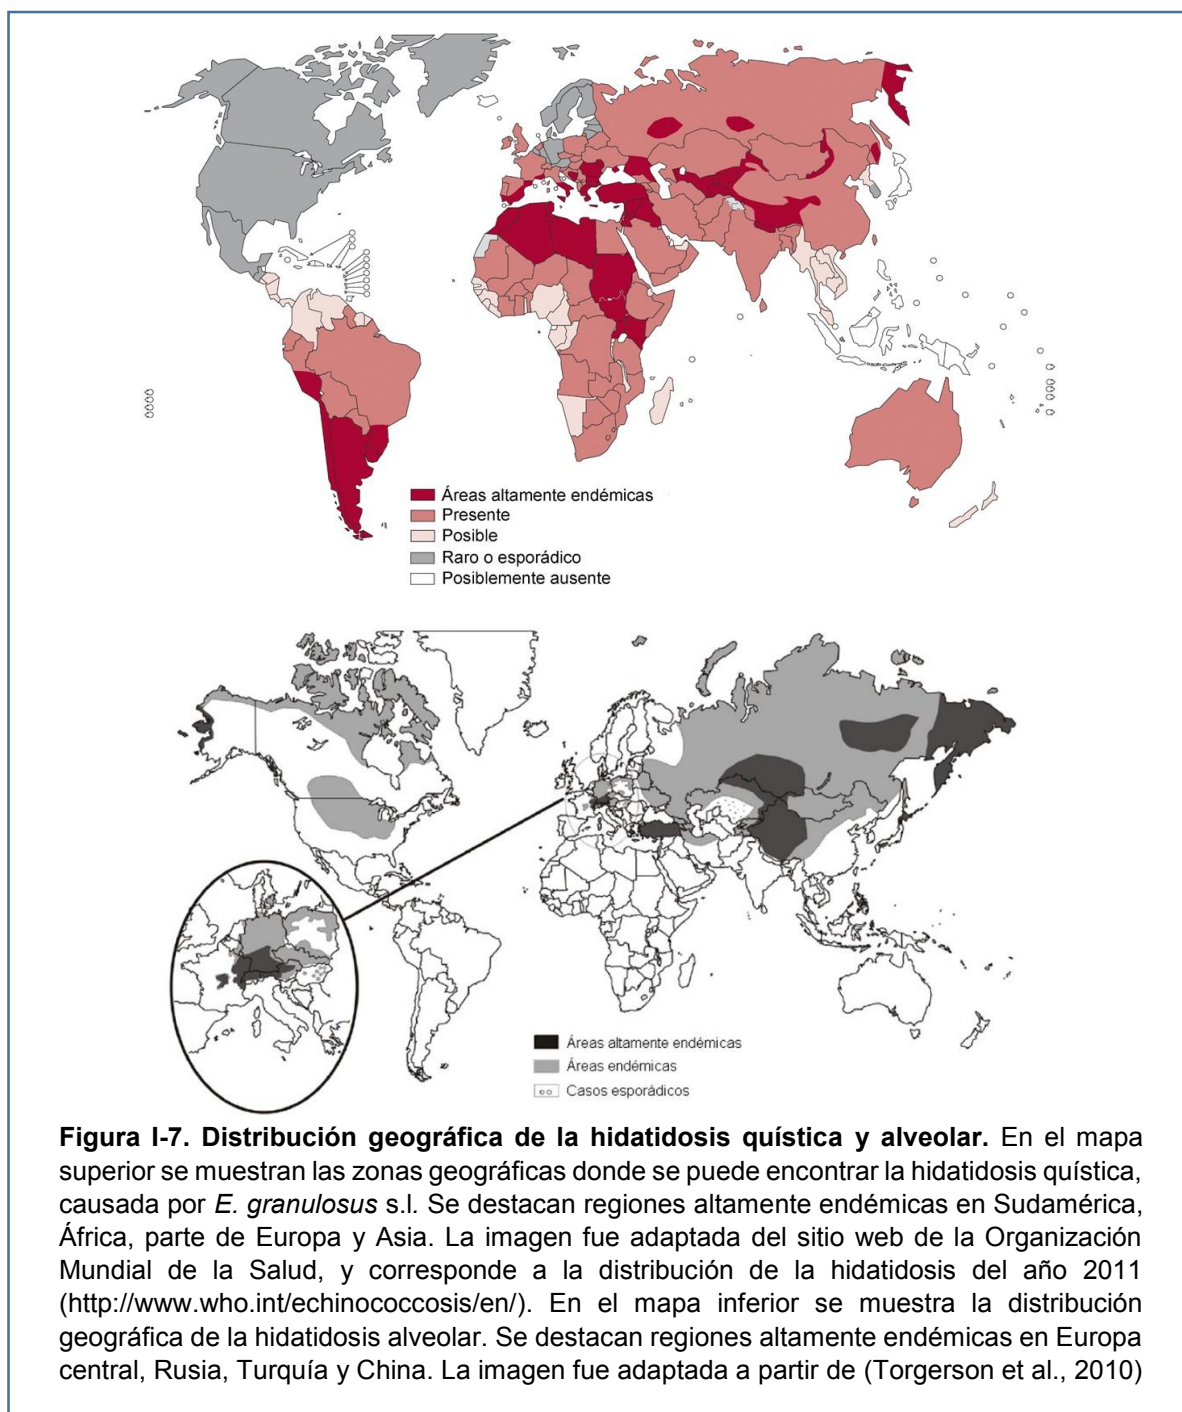 Áreas altamente endémicas
Presente
Posible
Raro o esporádico
Posiblemente ausente
Áreas altamente endémicas
Áreas endémicas
Casos esporádicos
Figura I-7. Distribución geográfica de la hidatidosis quística y alveolar. En el mapa
superior se muestran las zonas geográficas donde se puede encontrar la hidatidosis quística,
causada por E. granulosus s.l. Se destacan regiones altamente endémicas en Sudamérica,
África, parte de Europa y Asia. La imagen fue adaptada del sitio web de la Organización
Mundial de la Salud, y corresponde a la distribución de la hidatidosis del año 2011
(http://www.who.int/echinococcosis/en/). En el mapa inferior se muestra la distribución
geográfica de la hidatidosis alveolar. Se destacan regiones altamente endémicas en Europa
central, Rusia, Turquía y China. La imagen fue adaptada a partir de (Torgerson et al., 2010)